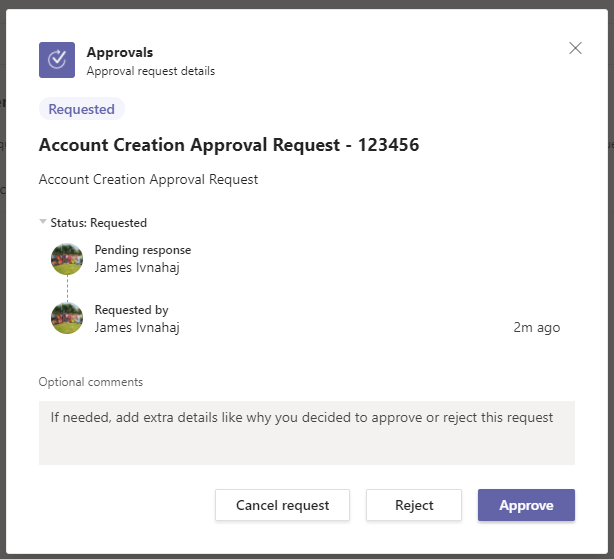 Approvals
Approval request details
Requested
Account Creation Approval Request - 123456
Account Creation Approval Request
Status: Requested
Pending response
James Ivnahaj
Requested by
James Ivnahaj
2m ago
Optional comments
If needed, add extra details like why you decided to approve or reject this request
Cancel request
Reject
Approve